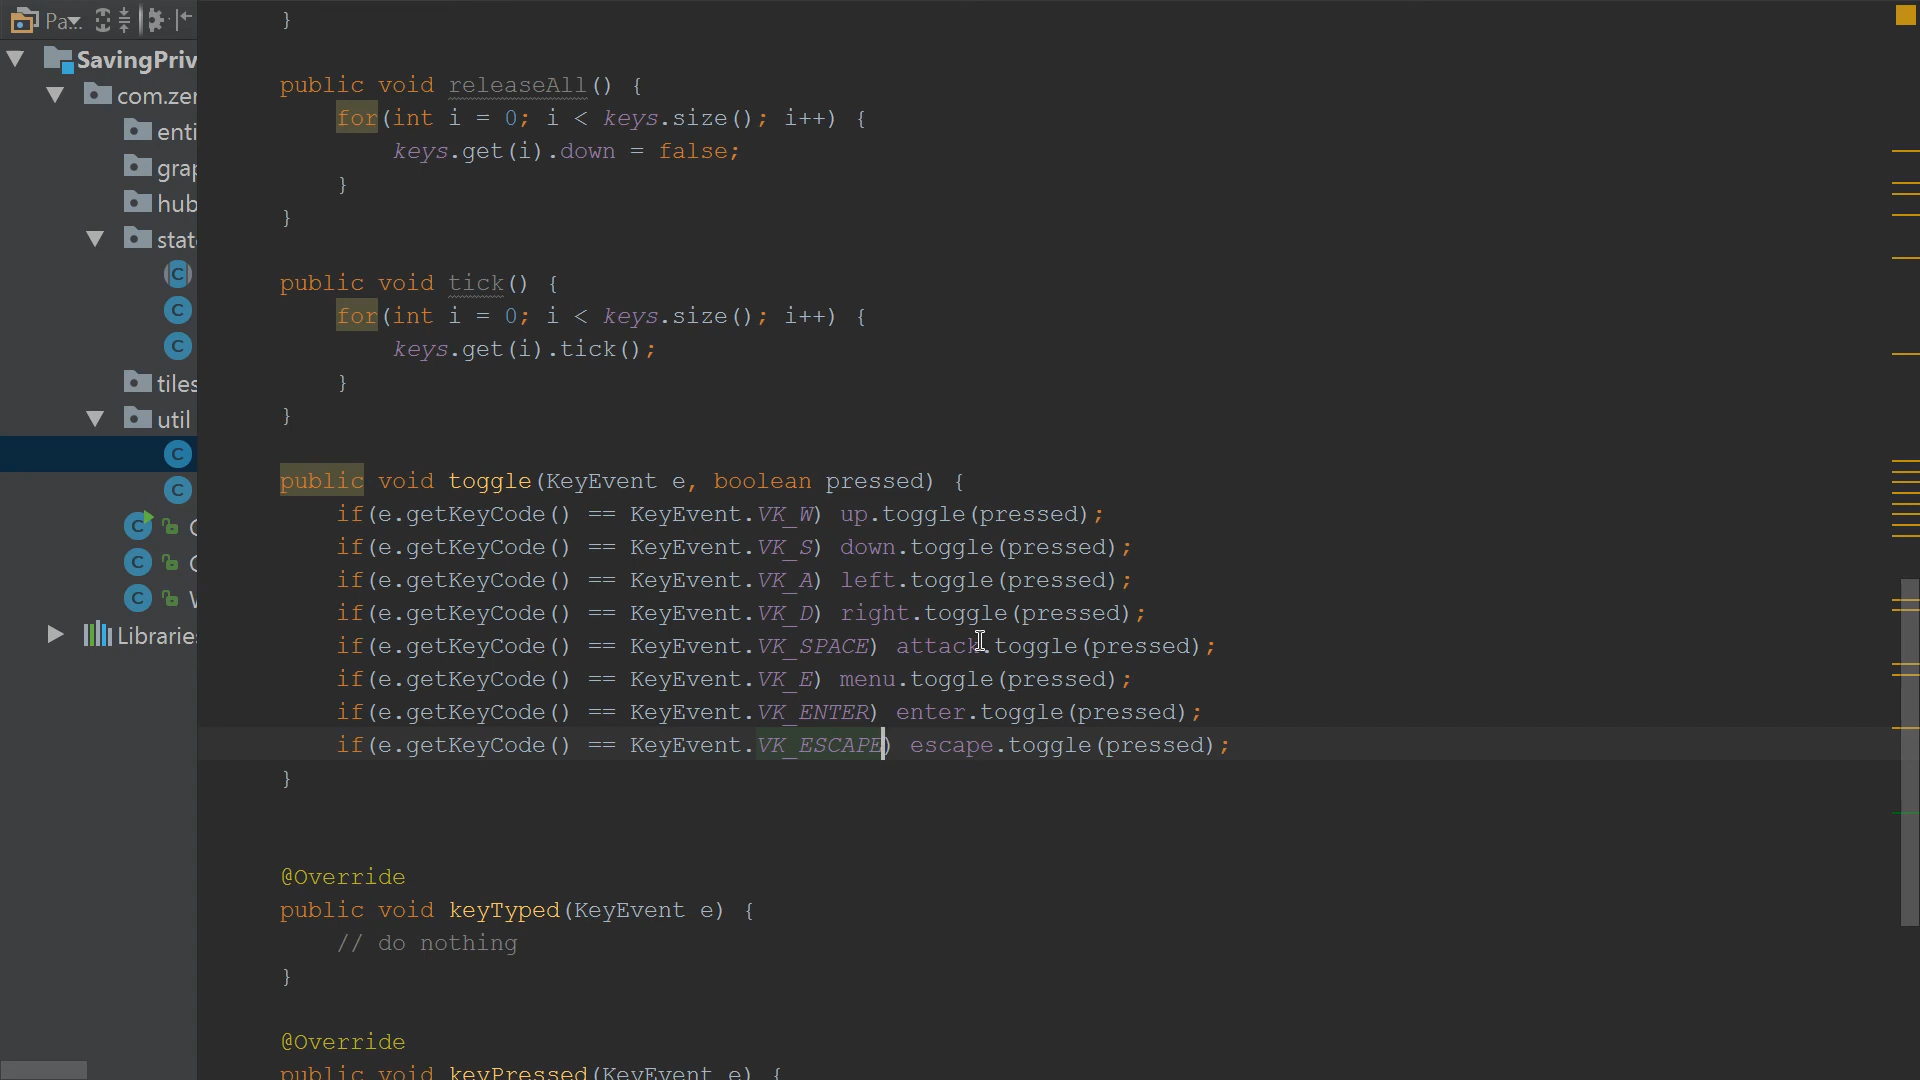 Pa...
SavingPriv
com.zer
enti
grap
hub
stat
tiles
util
Librarie
}
public void releaseAll() {
for(int i = 0; i < keys.size(); i++) {
keys.get(i).down = false;
}
}
public void tick() {
for(int i = 0; i < keys.size(); i++) {
keys.get(i).tick();
}
}
public void toggle(KeyEvent e, boolean pressed) {
if(e.getKeyCode() == KeyEvent.VK_W) up.toggle(pressed);
if(e.getKeyCode() == KeyEvent.VK_S) down.toggle(pressed);
if(e.getKeyCode() == KeyEvent.VK_A) left.toggle(pressed);
if(e.getKeyCode() == KeyEvent.VK_D) right.toggle(pressed);
if(e.getKeyCode() == KeyEvent.VK_SPACE) attack.toggle(pressed);
if(e.getKeyCode() == KeyEvent.VK_E) menu.toggle(pressed);
if(e.getKeyCode() == KeyEvent.VK_ENTER) enter.toggle(pressed);
if(e.getKeyCode() == KeyEvent.VK_ESCAPE) escape.toggle(pressed);
}
@Override
public void keyTyped(KeyEvent e) {
// do nothing
}
@Override
public void keyPressed(KeyEvent e) {